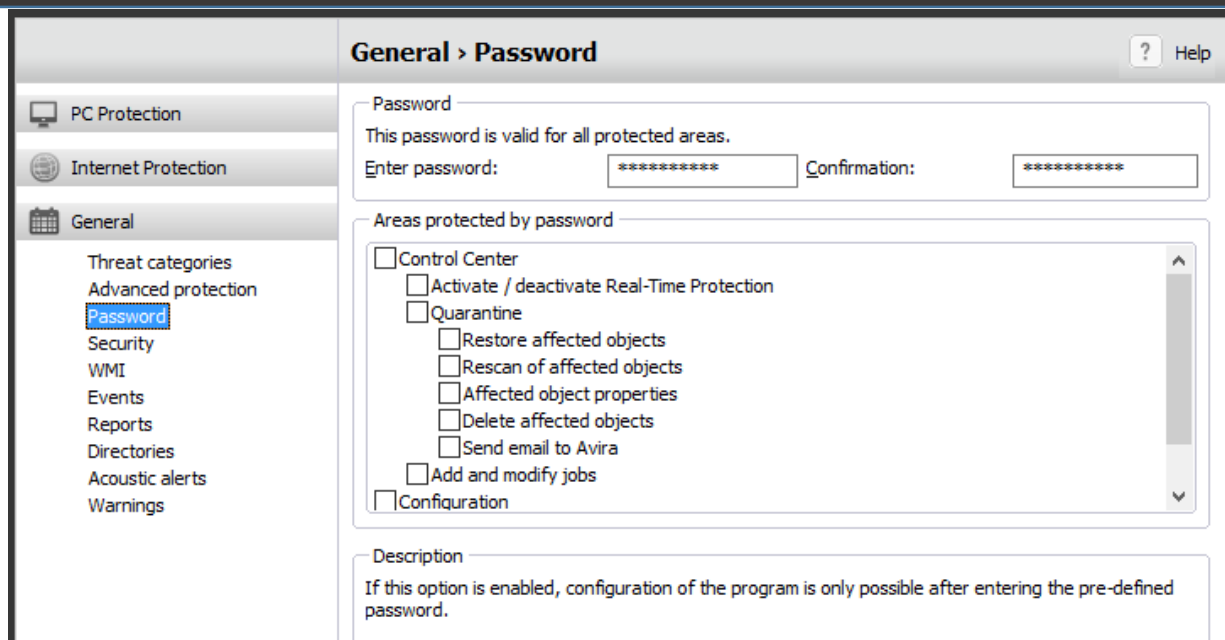 General › Password
? Help
PC Protection
Internet Protection
General
Threat categories
Advanced protection
Password
Security
WMI
Events
Reports
Directories
Acoustic alerts
Warnings
Password
This password is valid for all protected areas.
Enter password: ********** Confirmation: **********
Areas protected by password
Control Center
Activate / deactivate Real-Time Protection
Quarantine
Restore affected objects
Rescan of affected objects
Affected object properties
Delete affected objects
Send email to Avira
Add and modify jobs
Configuration
Description
If this option is enabled, configuration of the program is only possible after entering the pre-defined
password.